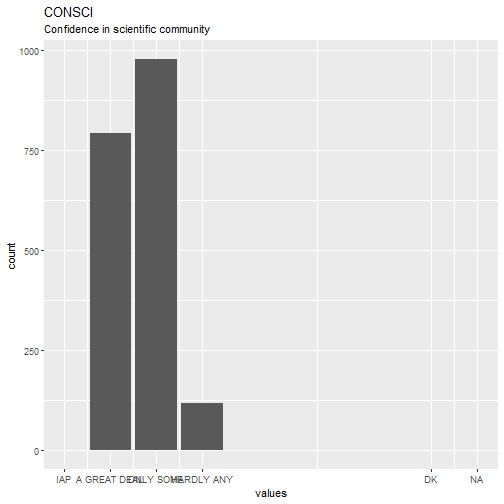 CONSCI
Confidence in scientific community
1000
750
500
250
0
count
IAP A GREAT DEAL ONLY SOME HARDLY ANY DK NA
values